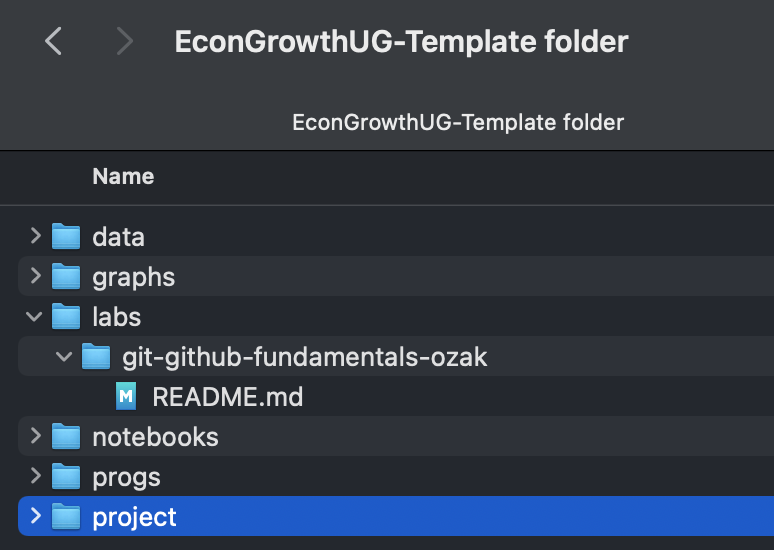 EconGrowthUG-Template folder
EconGrowthUG-Template folder
Name
data
graphs
labs
git-github-fundamentals-ozak
M README.md
notebooks
progs
project